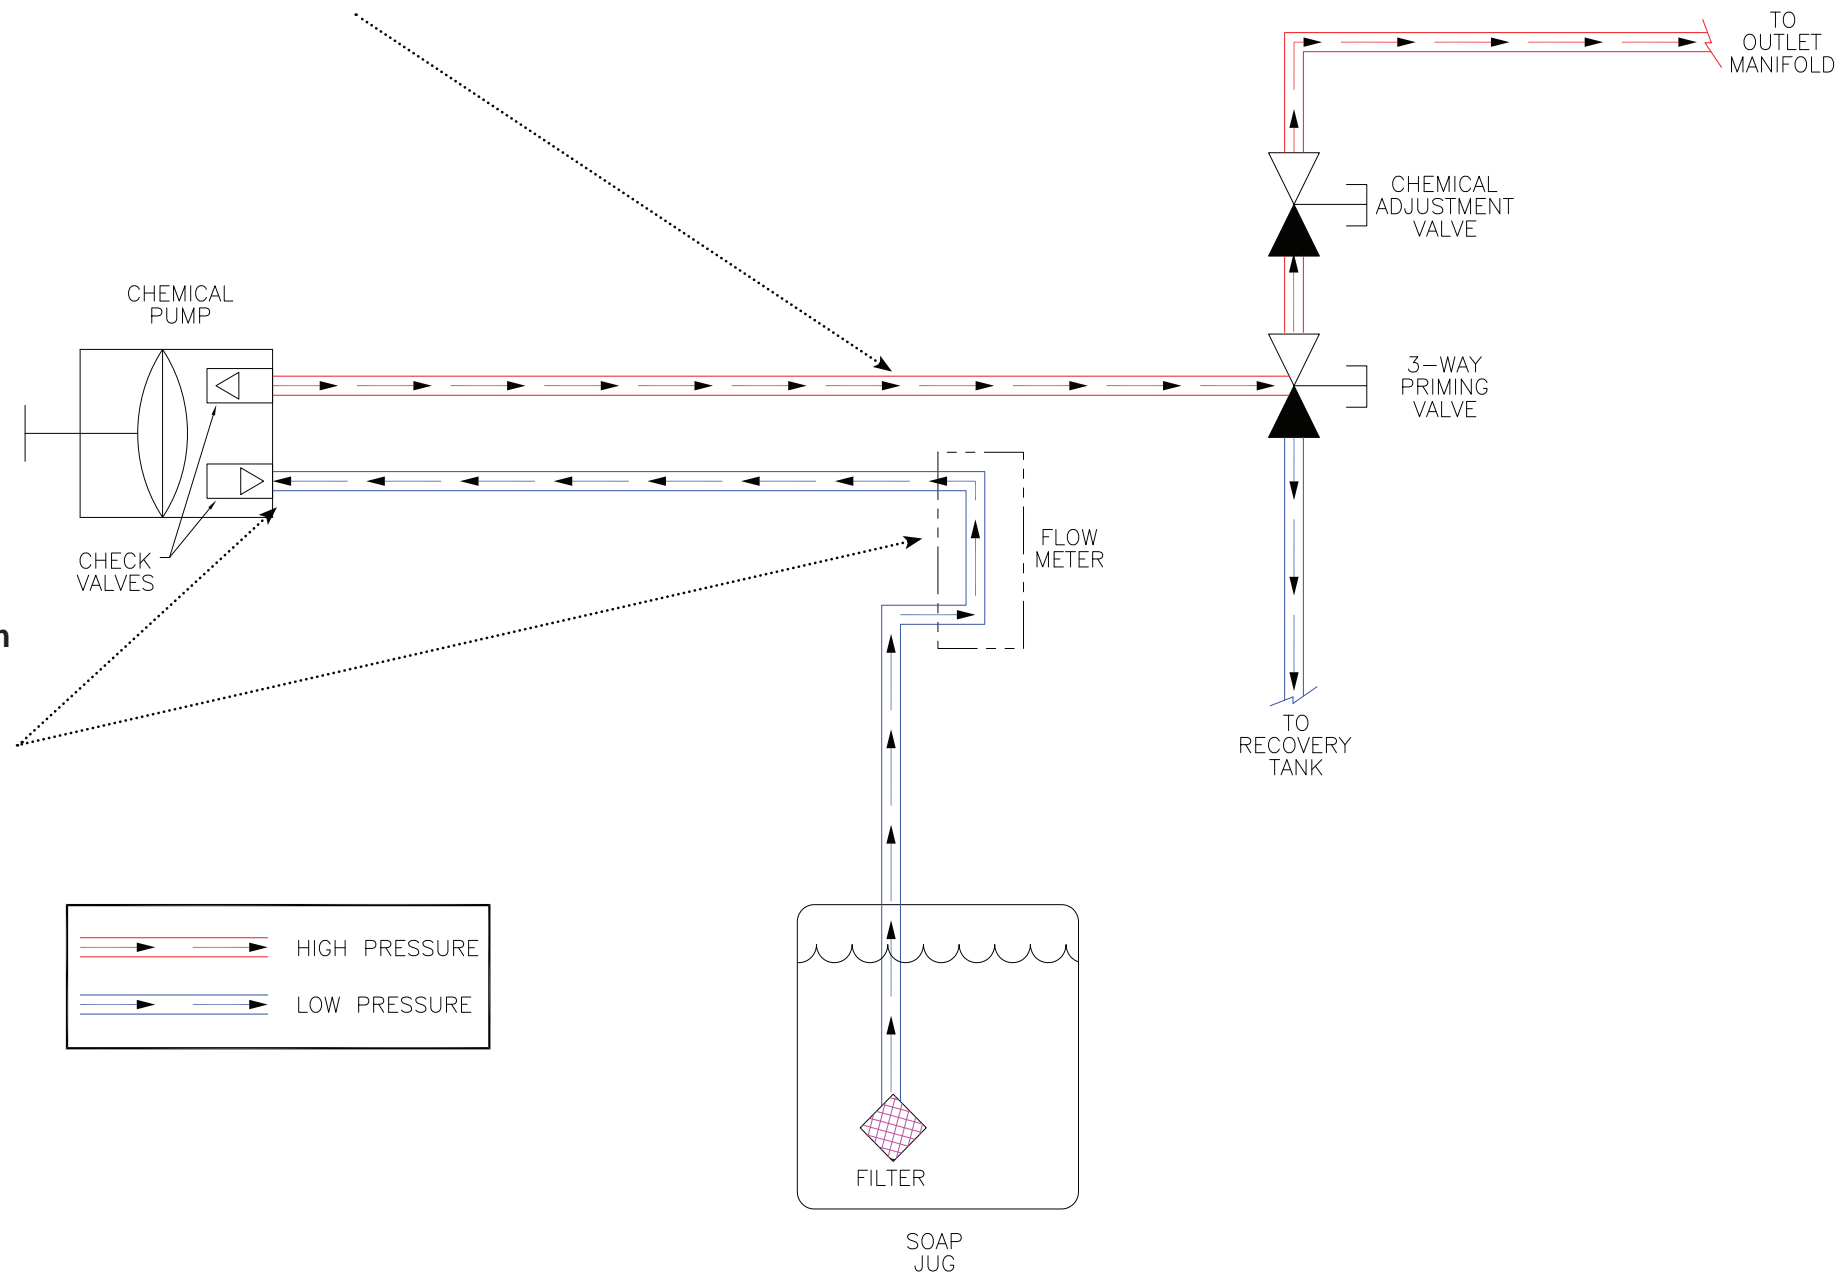 TO
OUTLET
MANIFOLD
CHEMICAL
ADJUSTMENT
VALVE
CHEMICAL
PUMP
3-WAY
PRIMING
VALVE
FLOW
METER
CHECK
VALVES
n
TO
RECOVERY
TANK
HIGH PRESSURE
LOW PRESSURE
FILTER
SOAP
JUG